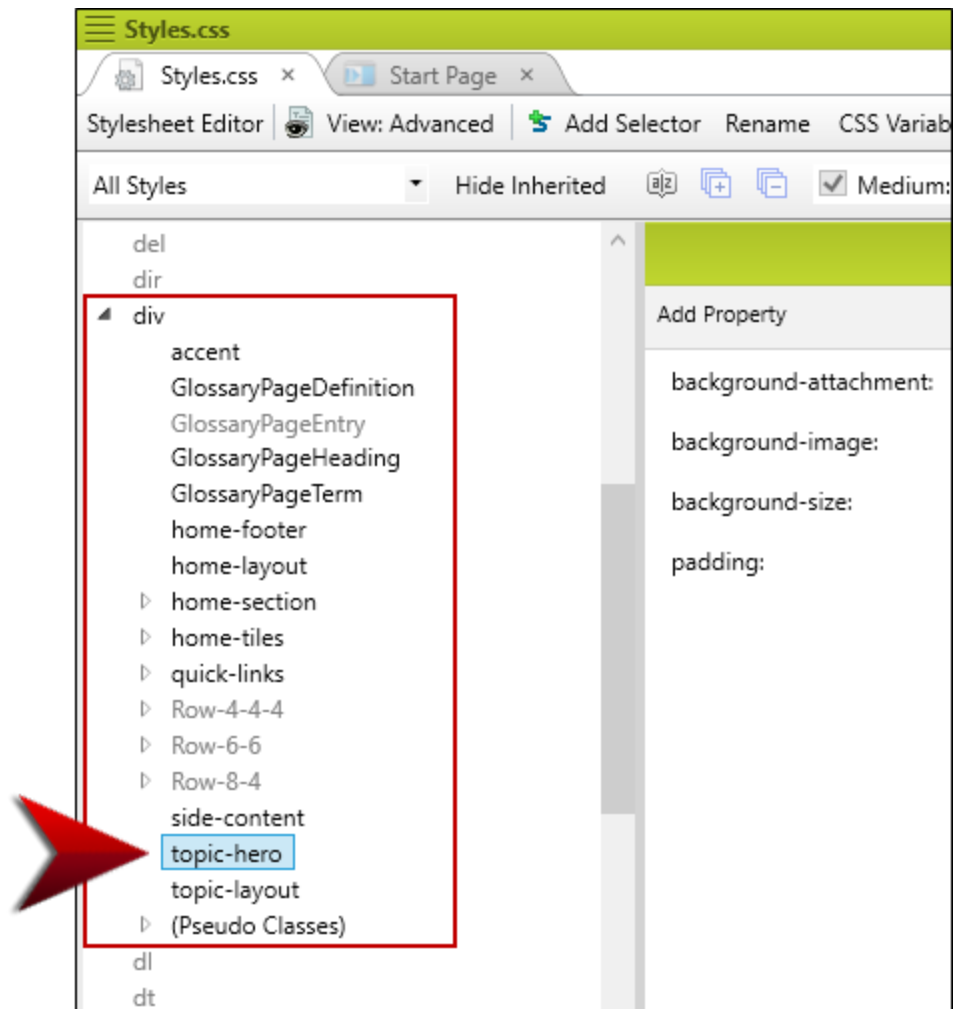 Styles.css
Styles.css × Start Page ×
Stylesheet Editor View: Advanced Add Selector Rename CSS Variab
All Styles Hide Inherited a|z Medium:
del
dir
div
accent
GlossaryPageDefinition
GlossaryPageEntry
GlossaryPageHeading
GlossaryPageTerm
home-footer
home-layout
home-section
home-tiles
quick-links
Row-4-4-4
Row-6-6
Row-8-4
side-content
topic-hero
topic-layout
(Pseudo Classes)
dl
dt
Add Property
background-attachment:
background-image:
background-size:
padding: